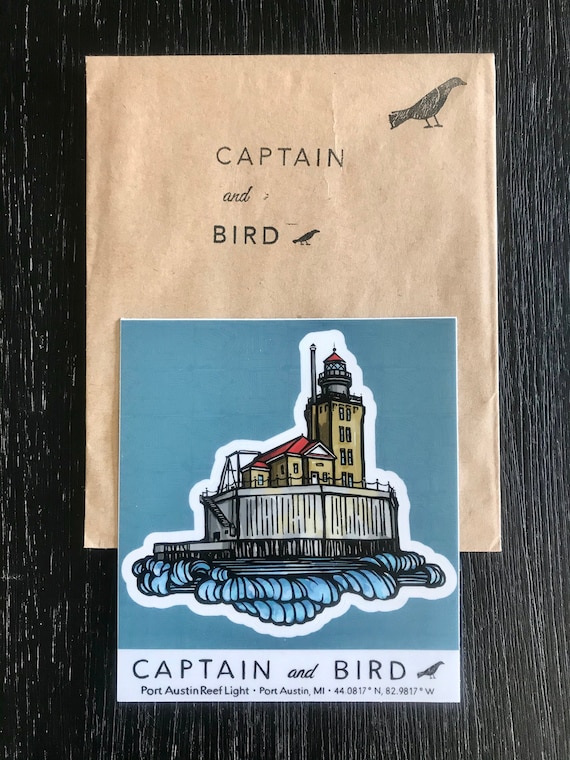 CAPTAIN
and
BIRD
CAPTAIN and BIRD
Port Austin Reef Light • Port Austin, MI • 44.0817° N, 82.9817° W